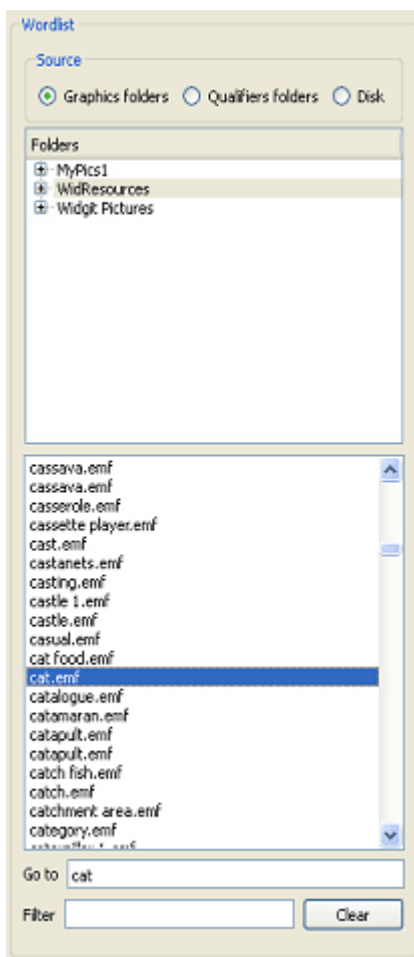 Wordlist
Source
Graphics folders Qualifiers folders Disk
Folders
MyPics1
WidResources
Widgit Pictures
cassava.emf
cassava.emf
casserole.emf
cassette player.emf
cast.emf
castanets.emf
casting.emf
castle 1.emf
castle.emf
casual.emf
cat food.emf
cat.emf
catalogue.emf
catamaran.emf
catapult.emf
catapult.emf
catch fish.emf
catch.emf
catchment area.emf
category.emf
Go to cat
Filter Clear